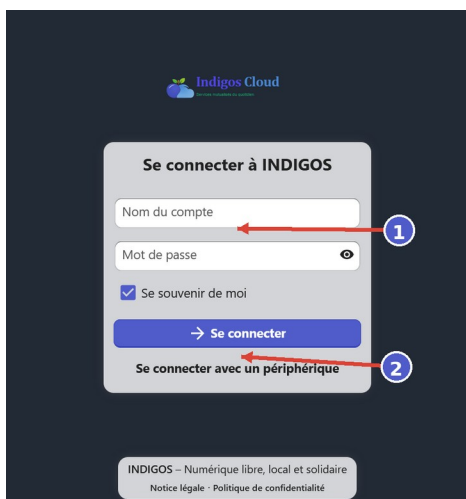 Indigos Cloud
Se connecter à INDIGOS
Nom du compte
1
Mot de passe
Se souvenir de moi
→ Se connecter
2
Se connecter avec un périphérique
INDIGOS – Numérique libre, local et solidaire
Notice légale · Politique de confidentialité